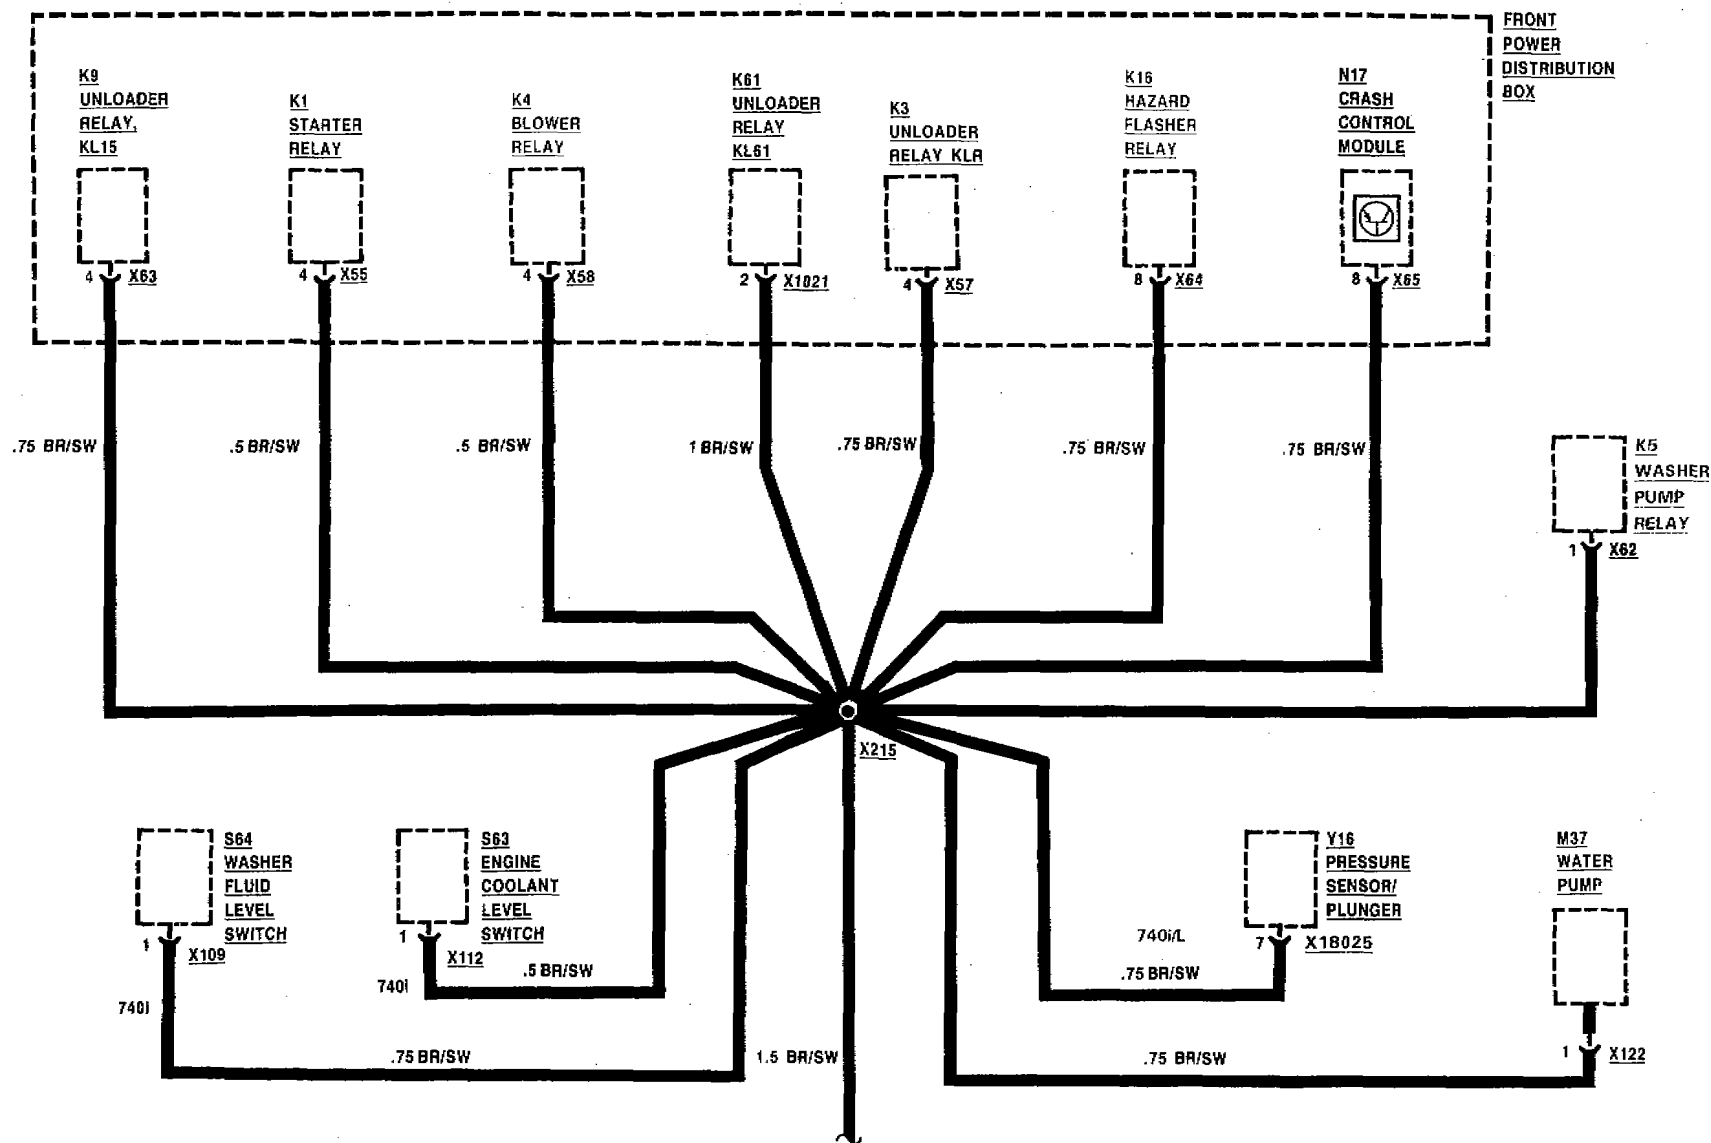 FRONT
POWER
DISTRIBUTION
BOX
K9
UNLOADER
RELAY,
KL15
K1
STARTER
RELAY
K4
BLOWER
RELAY
K61
UNLOADER
RELAY
KL61
K3
UNLOADER
RELAY KLR
K16
HAZARD
FLASHER
RELAY
N17
CRASH
CONTROL
MODULE
4 X63
4 X55
4 X58
2 X1021
4 X57
8 X64
8 X65
.75 BR/SW
.5 BR/SW
.5 BR/SW
1 BR/SW
.75 BR/SW
.75 BR/SW
.75 BR/SW
K5
WASHER
PUMP
RELAY
1 X62
X215
S64
WASHER
FLUID
LEVEL
SWITCH
1 X109
740i
S63
ENGINE
COOLANT
LEVEL
SWITCH
1 X112
740i
.5 BR/SW
.75 BR/SW
1.5 BR/SW
Y16
PRESSURE
SENSOR/
PLUNGER
7 X18025
740i/L
.75 BR/SW
M37
WATER
PUMP
1 X122
.75 BR/SW